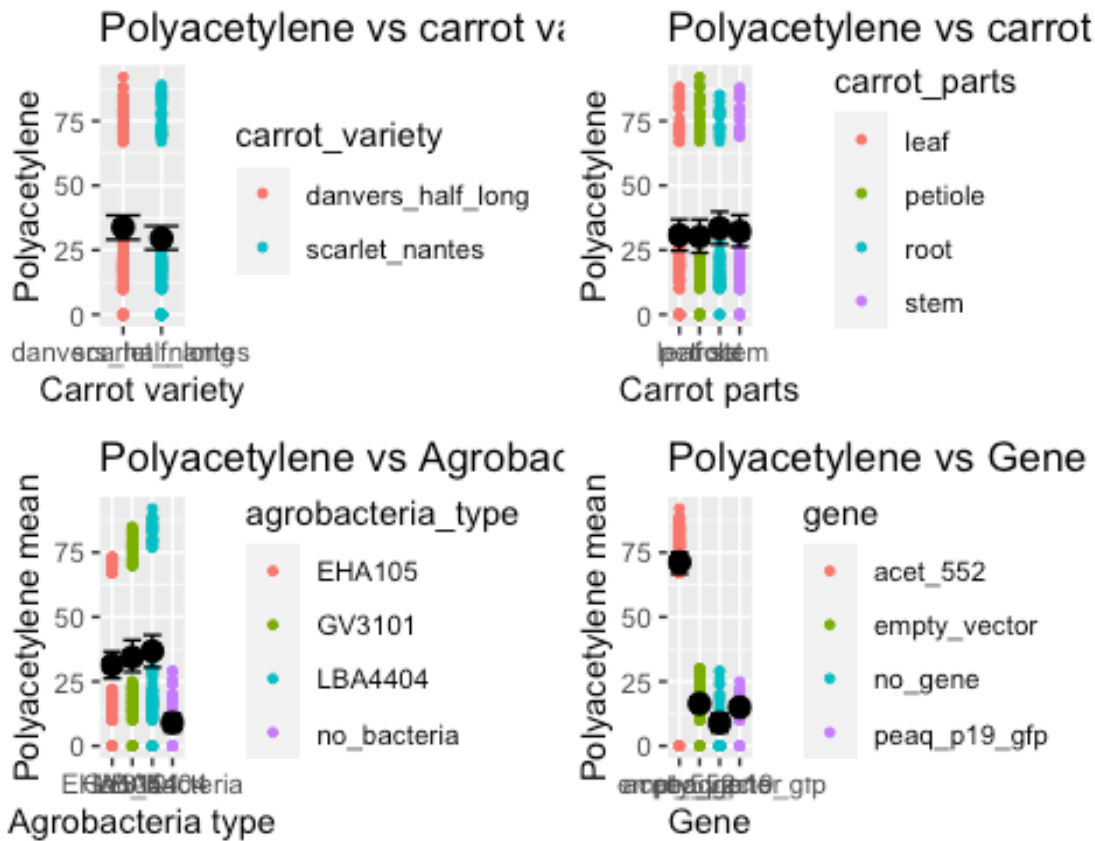 Polyacetylene vs carrot va
Polyacetylene
75
50
25
0
Carrot variety
carrot_variety
danvers_half_long
scarlet_nantes
Polyacetylene vs carrot
Polyacetylene
75
50
25
0
Carrot parts
carrot_parts
leaf
petiole
root
stem
Polyacetylene vs Agrobac
Polyacetylene mean
75
50
25
0
Agrobacteria type
agrobacteria_type
EHA105
GV3101
LBA4404
no_bacteria
Polyacetylene vs Gene
Polyacetylene mean
75
50
25
0
Gene
gene
acet_552
empty_vector
no_gene
peaq_p19_gfp